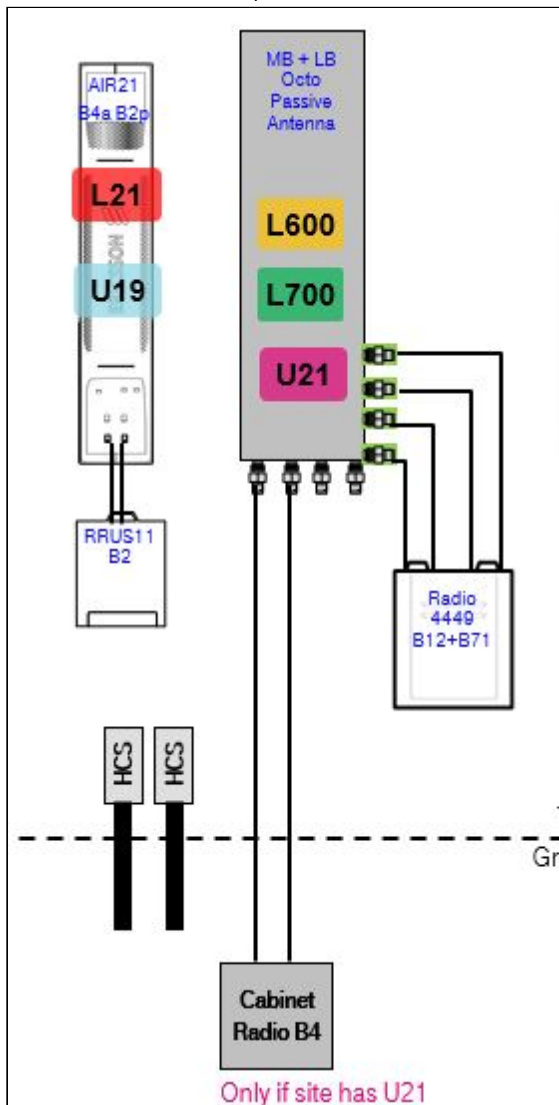 AIR21
B4a B2p
L21
U19
RRUS11
B2
MB + LB
Octo
Passive
Antenna
L600
L700
U21
Radio
4449
B12+B71
HCS
HCS
Gr
Cabinet
Radio B4
Only if site has U21